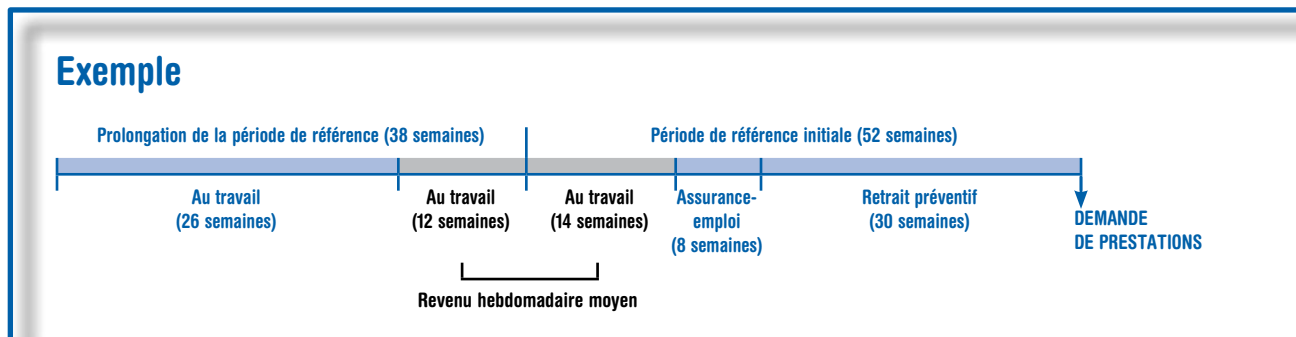 Exemple
Prolongation de la période de référence (38 semaines)
Période de référence initiale (52 semaines)
Au travail
(26 semaines)
Au travail
(12 semaines)
Au travail
(14 semaines)
Assurance-
emploi
(8 semaines)
Retrait préventif
(30 semaines)
DEMANDE
DE PRESTATIONS
Revenu hebdomadaire moyen